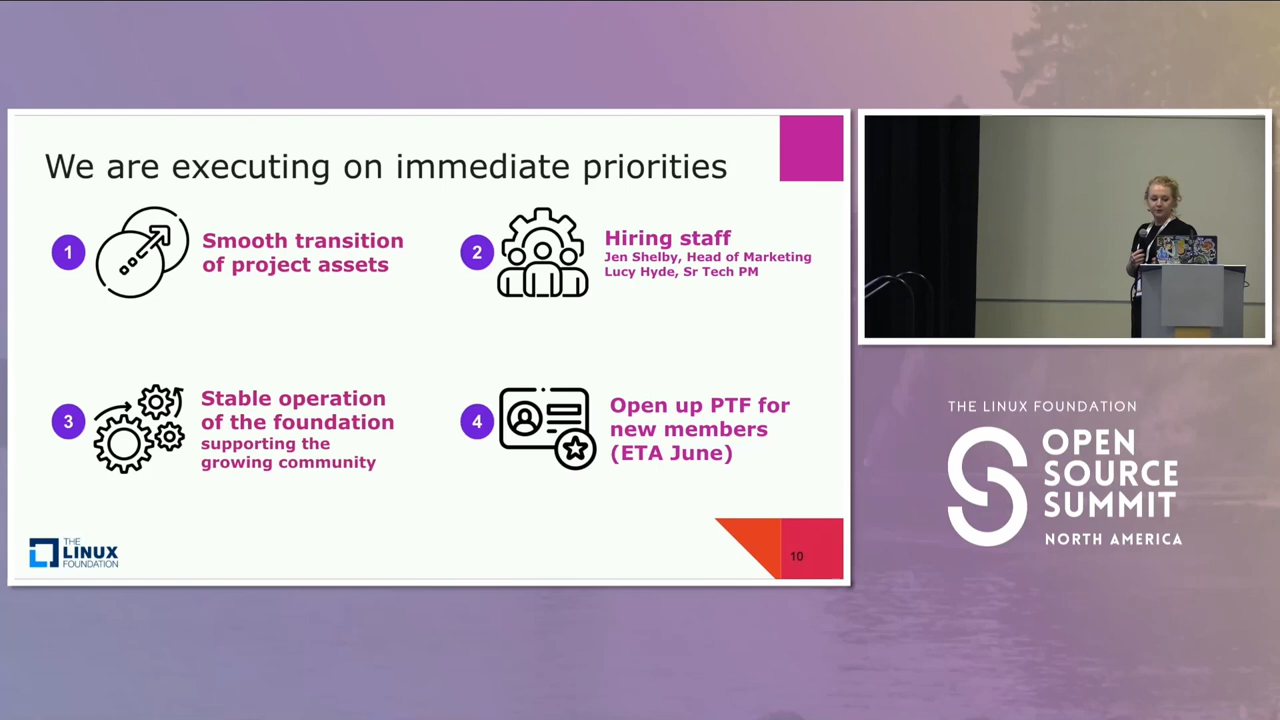 We are executing on immediate priorities
1
Smooth transition
of project assets
2
Hiring staff
Jen Shelby, Head of Marketing
Lucy Hyde, Sr Tech PM
3
Stable operation
of the foundation
supporting the
growing community
4
Open up PTF for
new members
(ETA June)
THE
LINUX
FOUNDATION
10
THE LINUX FOUNDATION
OPEN
SOURCE
SUMMIT
NORTH AMERICA